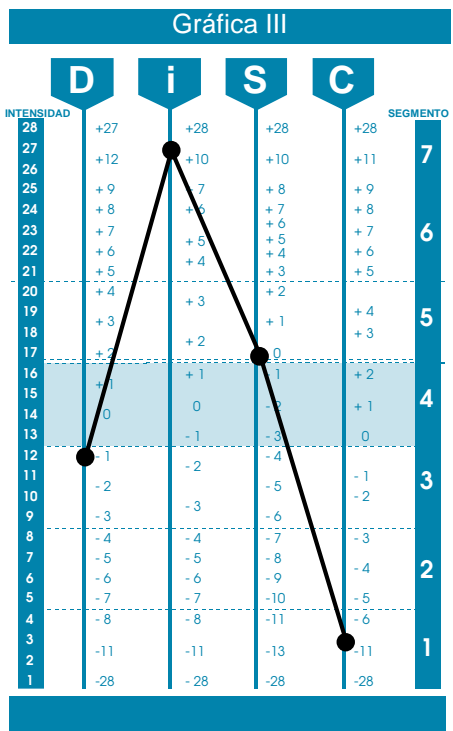 Gráfica III
D i S C
INTENSIDAD SEGMENTO
28 +27 +28 +28 +28
27 7
+12 +10 +10 +11
26
25 + 9 + 7 + 8 + 9
24 + 8 + 6 + 7 + 8
+ 6
23 + 7 + 7 6
+ 5 + 5
22 + 6 + 4 + 6
+ 4
21 + 5 + 3 + 5
20 + 4 + 2
+ 3
19 + 4
+ 3 + 1 5
18 + 3
+ 2
17 + 2 0
16 + 1 - 1 + 2
+ 1
15 4
0 - 2 + 1
14 0
13 - 1 - 3 0
12 - 1 - 4
- 2
11 - 1 3
- 2 - 5
10 - 2
- 3
9 - 3 - 6
8 - 4 - 4 - 7 - 3
7 - 5 - 5 - 8
- 4 2
6 - 6 - 6 - 9
5 - 7 - 7 -10 - 5
4 - 8 - 8 -11 - 6
3 1
-11 -11 -13 -11
2
1 -28 - 28 -28 -28